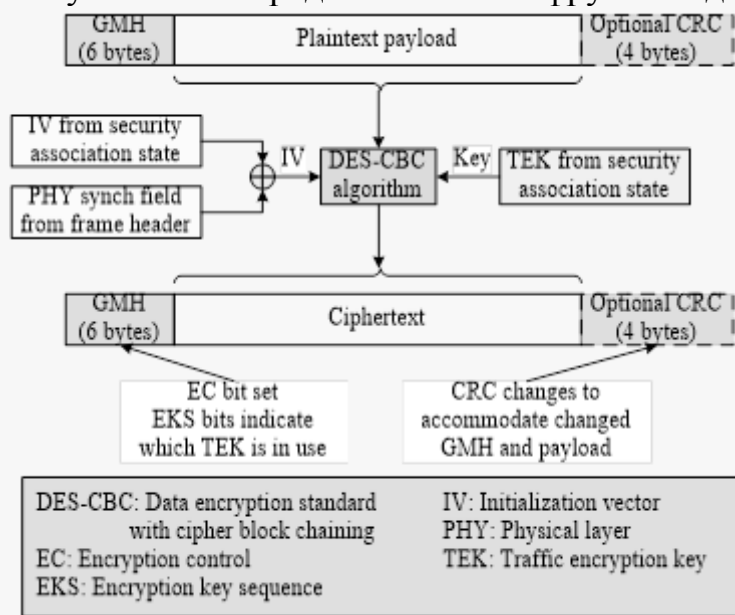 GMH
(6 bytes)
Plaintext payload
Optional CRC
(4 bytes)
IV from security
association state
IV
DES-CBC
algorithm
Key
TEK from security
association state
PHY synch field
from frame header
GMH
(6 bytes)
Ciphertext
Optional CRC
(4 bytes)
EC bit set
EKS bits indicate
which TEK is in use
CRC changes to
accommodate changed
GMH and payload
DES-CBC: Data encryption standard
with cipher block chaining
EC: Encryption control
EKS: Encryption key sequence
IV: Initialization vector
PHY: Physical layer
TEK: Traffic encryption key